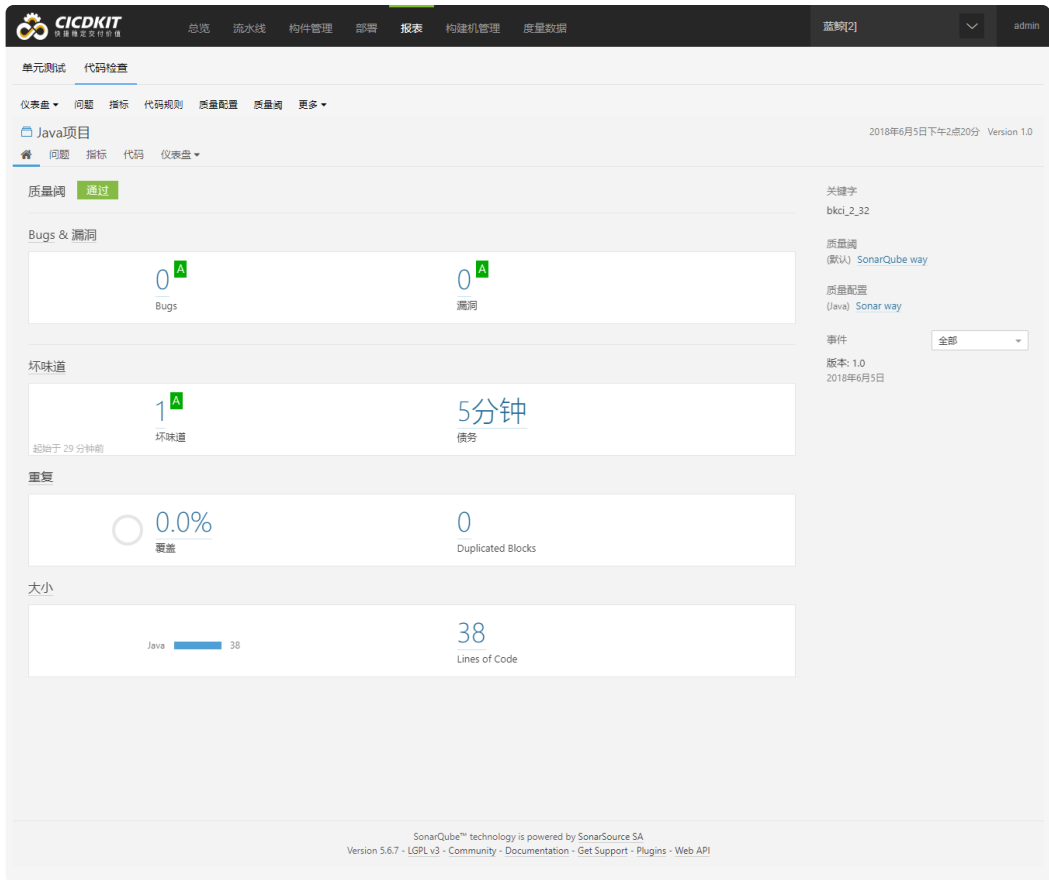 CICDKIT
快捷稳定交付价值
总览 流水线 构件管理 部署 报表 构建机管理 度量数据 蓝鲸[2] admin
单元测试 代码检查
仪表盘 问题 指标 代码规则 质量配置 质量阈 更多
Java项目 2018年6月5日下午2点20分 Version 1.0
问题 指标 代码 仪表盘
质量阈 通过
Bugs & 漏洞
0 A 0 A
Bugs 漏洞
坏味道
1 A 5分钟
坏味道 债务
起始于 29 分钟前
重复
0.0% 0
覆盖 Duplicated Blocks
大小
Java 38 38
Lines of Code
关键字
bkci_2_32
质量阈
(默认) SonarQube way
质量配置
(Java) Sonar way
事件 全部
版本: 1.0
2018年6月5日
SonarQube™ technology is powered by SonarSource SA
Version 5.6.7 - LGPL v3 - Community - Documentation - Get Support - Plugins - Web API